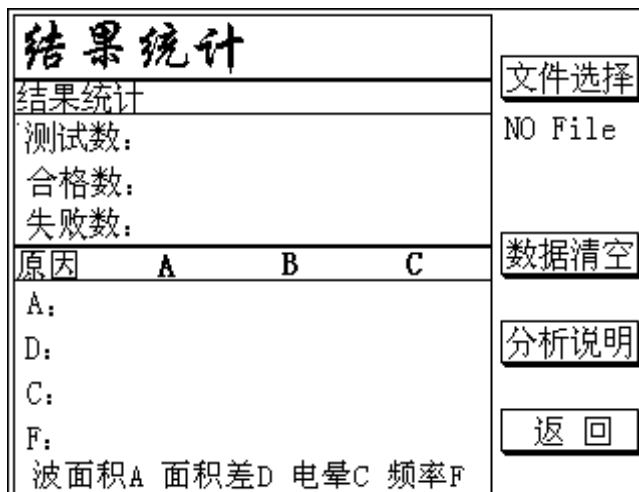 结果统计
结果统计
测试数：
合格数：
失败数：
原因 A B C
A：
D：
C：
F：
波面积A 面积差D 电晕C 频率F
文件选择
NO File
数据清空
分析说明
返 回